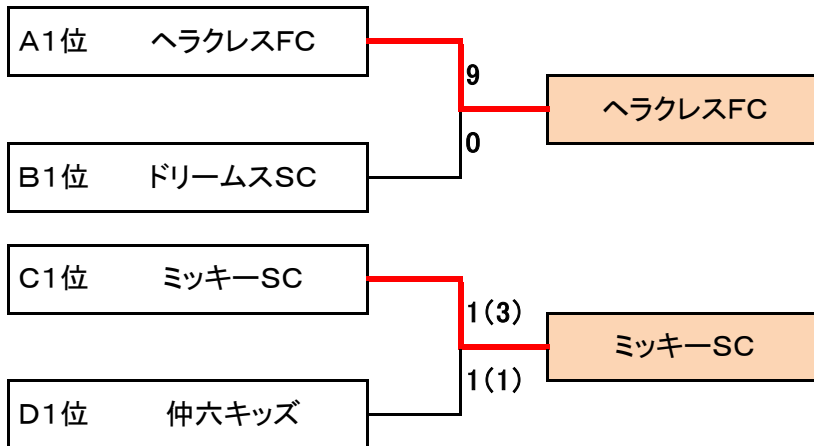 A1位 ヘラクレスFC
9
ヘラクレスFC
0
B1位 ドリームスSC
C1位 ミッキーSC
1(3)
ミッキーSC
1(1)
D1位 仲六キッズ